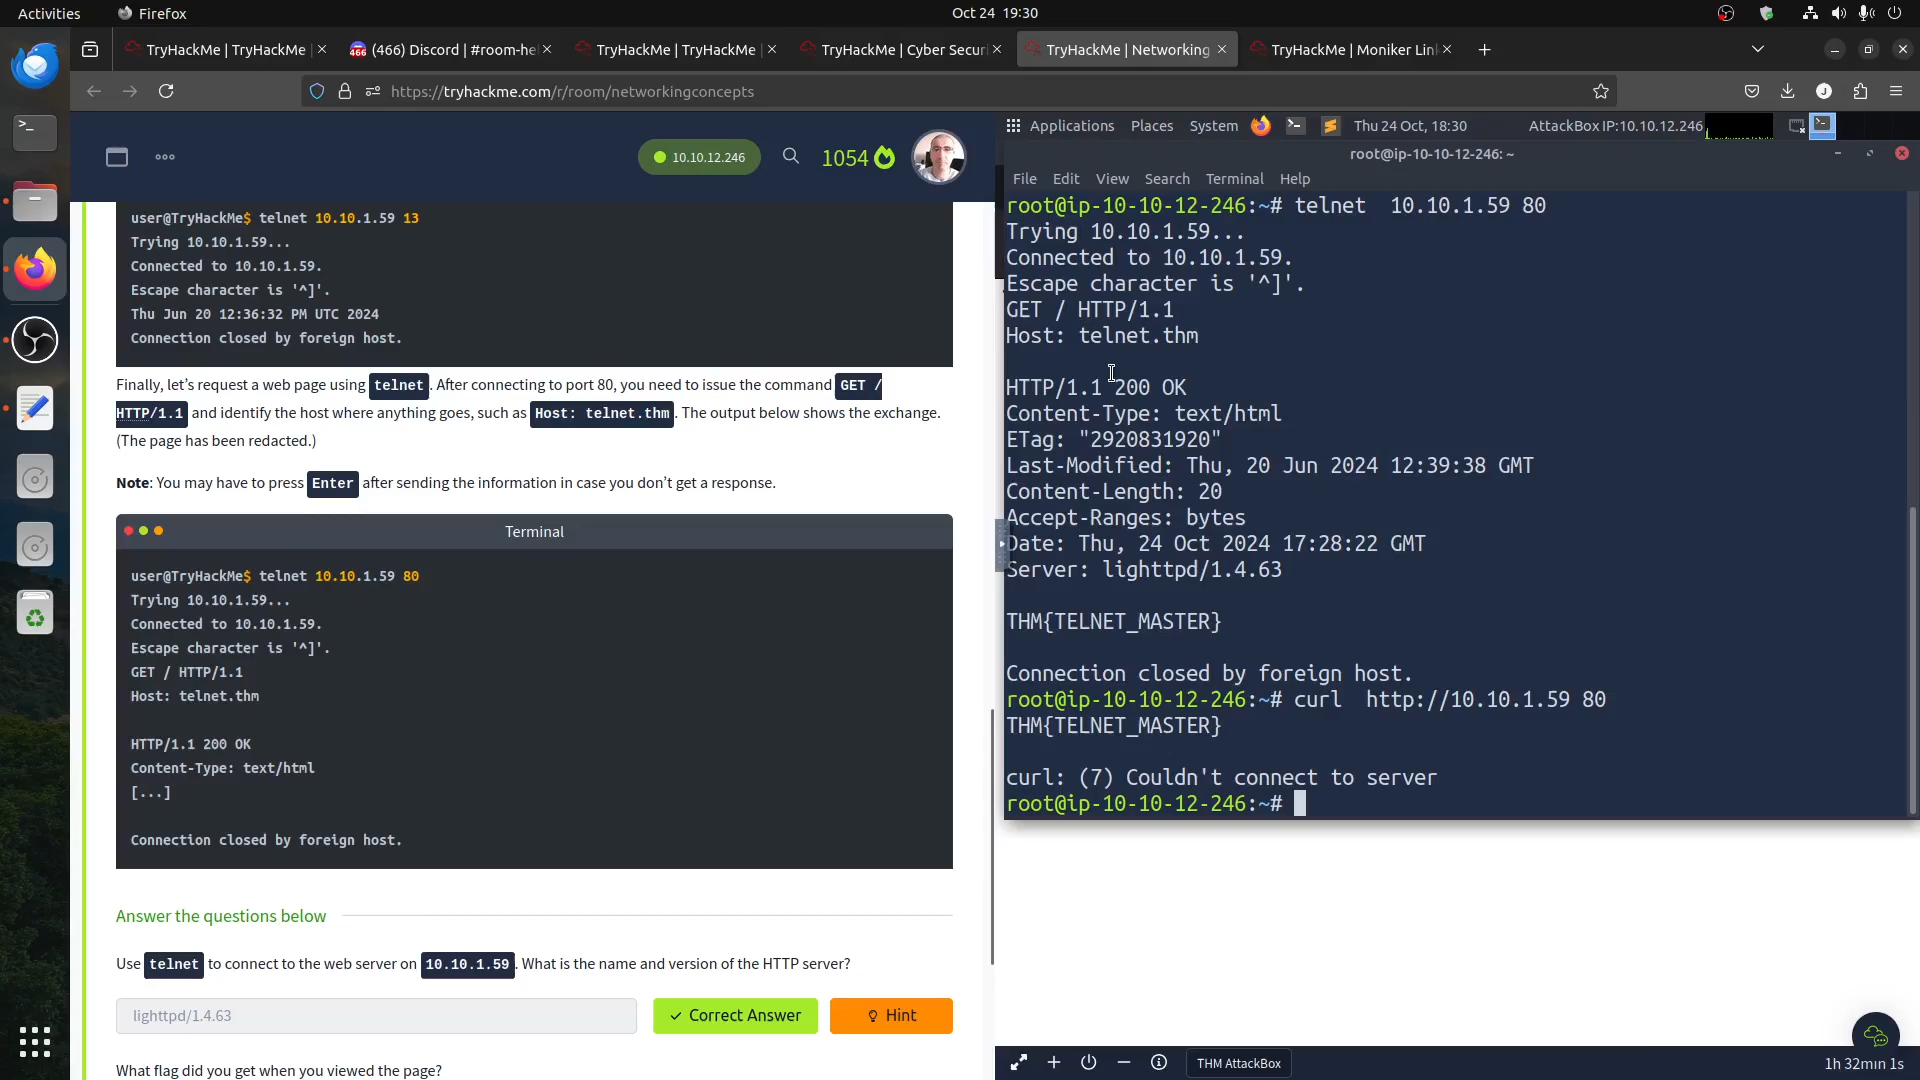 Activities
Firefox
Oct 24 19:30
TryHackMe | TryHackMe
(466) Discord | #room-hel
TryHackMe | TryHackMe
TryHackMe | Cyber Securi
TryHackMe | Networking
TryHackMe | Moniker Link
https://tryhackme.com/r/room/networkingconcepts
10.10.12.246
1054
user@TryHackMe$ telnet 10.10.1.59 13
Trying 10.10.1.59...
Connected to 10.10.1.59.
Escape character is '^]'.
Thu Jun 20 12:36:32 PM UTC 2024
Connection closed by foreign host.
Finally, let’s request a web page using telnet. After connecting to port 80, you need to issue the command GET /
HTTP/1.1 and identify the host where anything goes, such as Host: telnet.thm. The output below shows the exchange.
(The page has been redacted.)
Note: You may have to press Enter after sending the information in case you don’t get a response.
Terminal
user@TryHackMe$ telnet 10.10.1.59 80
Trying 10.10.1.59...
Connected to 10.10.1.59.
Escape character is '^]'.
GET / HTTP/1.1
Host: telnet.thm
HTTP/1.1 200 OK
Content-Type: text/html
[...]
Connection closed by foreign host.
Answer the questions below
Use telnet to connect to the web server on 10.10.1.59. What is the name and version of the HTTP server?
lighttpd/1.4.63
Correct Answer
Hint
What flag did you get when you viewed the page?
Applications Places System
Thu 24 Oct, 18:30
AttackBox IP:10.10.12.246
root@ip-10-10-12-246: ~
File Edit View Search Terminal Help
root@ip-10-10-12-246:~# telnet  10.10.1.59 80
Trying 10.10.1.59...
Connected to 10.10.1.59.
Escape character is '^]'.
GET / HTTP/1.1
Host: telnet.thm
HTTP/1.1 200 OK
Content-Type: text/html
ETag: "2920831920"
Last-Modified: Thu, 20 Jun 2024 12:39:38 GMT
Content-Length: 20
Accept-Ranges: bytes
Date: Thu, 24 Oct 2024 17:28:22 GMT
Server: lighttpd/1.4.63
THM{TELNET_MASTER}
Connection closed by foreign host.
root@ip-10-10-12-246:~# curl  http://10.10.1.59 80
THM{TELNET_MASTER}
curl: (7) Couldn't connect to server
root@ip-10-10-12-246:~#
THM AttackBox
1h 32min 1s